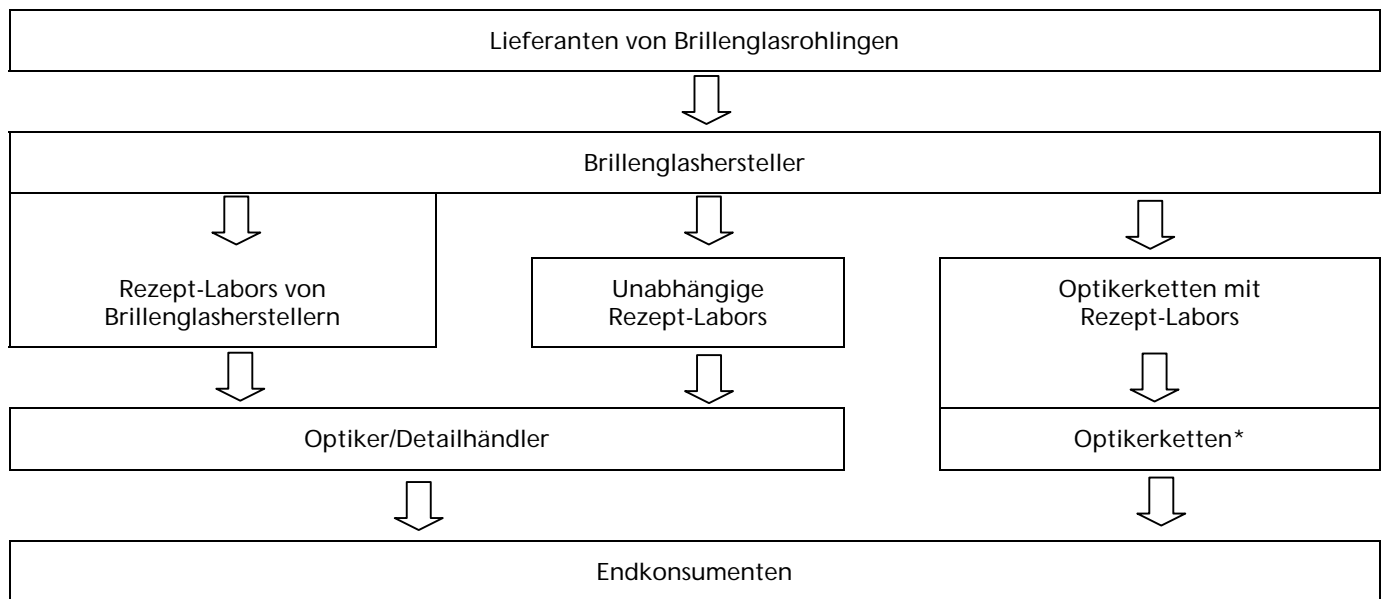 Lieferanten von Brillenglasrohlingen
Brillenglashersteller
Rezept-Labors von
Brillenglasherstellern
Unabhängige
Rezept-Labors
Optikerketten mit
Rezept-Labors
Optiker/Detailhändler
Optikerketten*
Endkonsumenten